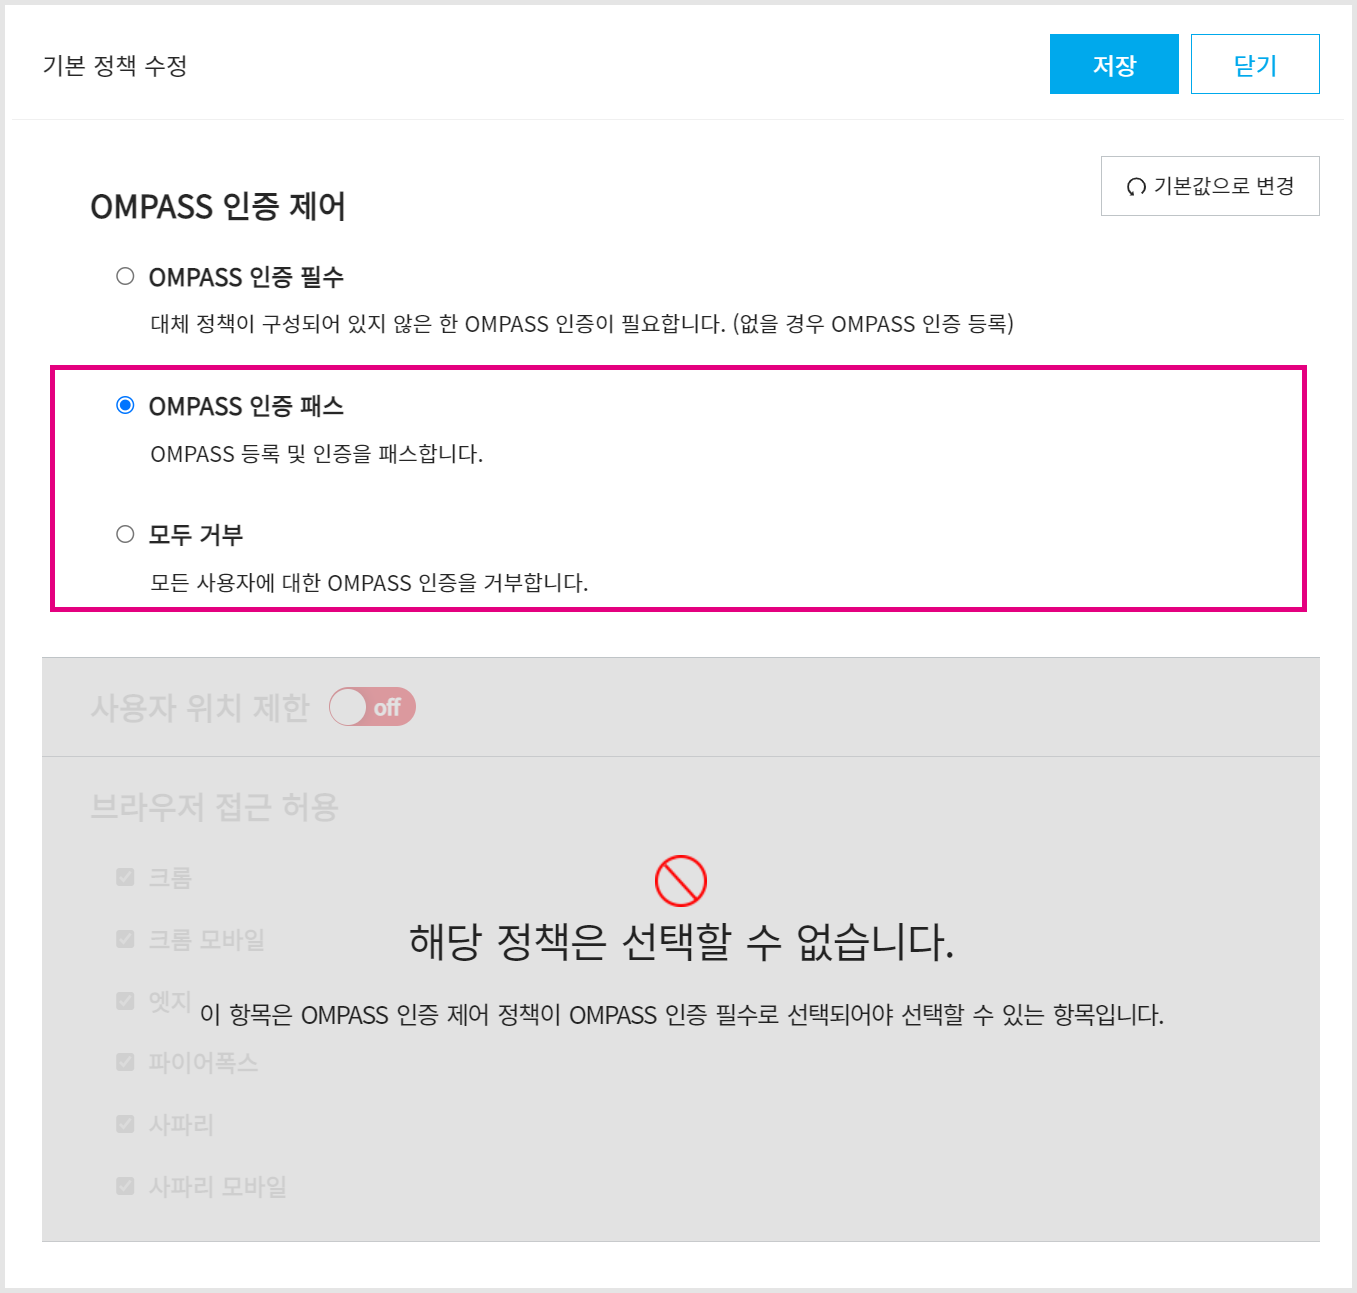 기본 정책 수정
저장
닫기
기본값으로 변경
OMPASS 인증 제어
OMPASS 인증 필수
대체 정책이 구성되어 있지 않은 한 OMPASS 인증이 필요합니다. (없을 경우 OMPASS 인증 등록)
OMPASS 인증 패스
OMPASS 등록 및 인증을 패스합니다.
모두 거부
모든 사용자에 대한 OMPASS 인증을 거부합니다.
사용자 위치 제한
off
브라우저 접근 허용
크롬
크롬 모바일
엣지
파이어폭스
사파리
사파리 모바일
해당 정책은 선택할 수 없습니다.
이 항목은 OMPASS 인증 제어 정책이 OMPASS 인증 필수로 선택되어야 선택할 수 있는 항목입니다.